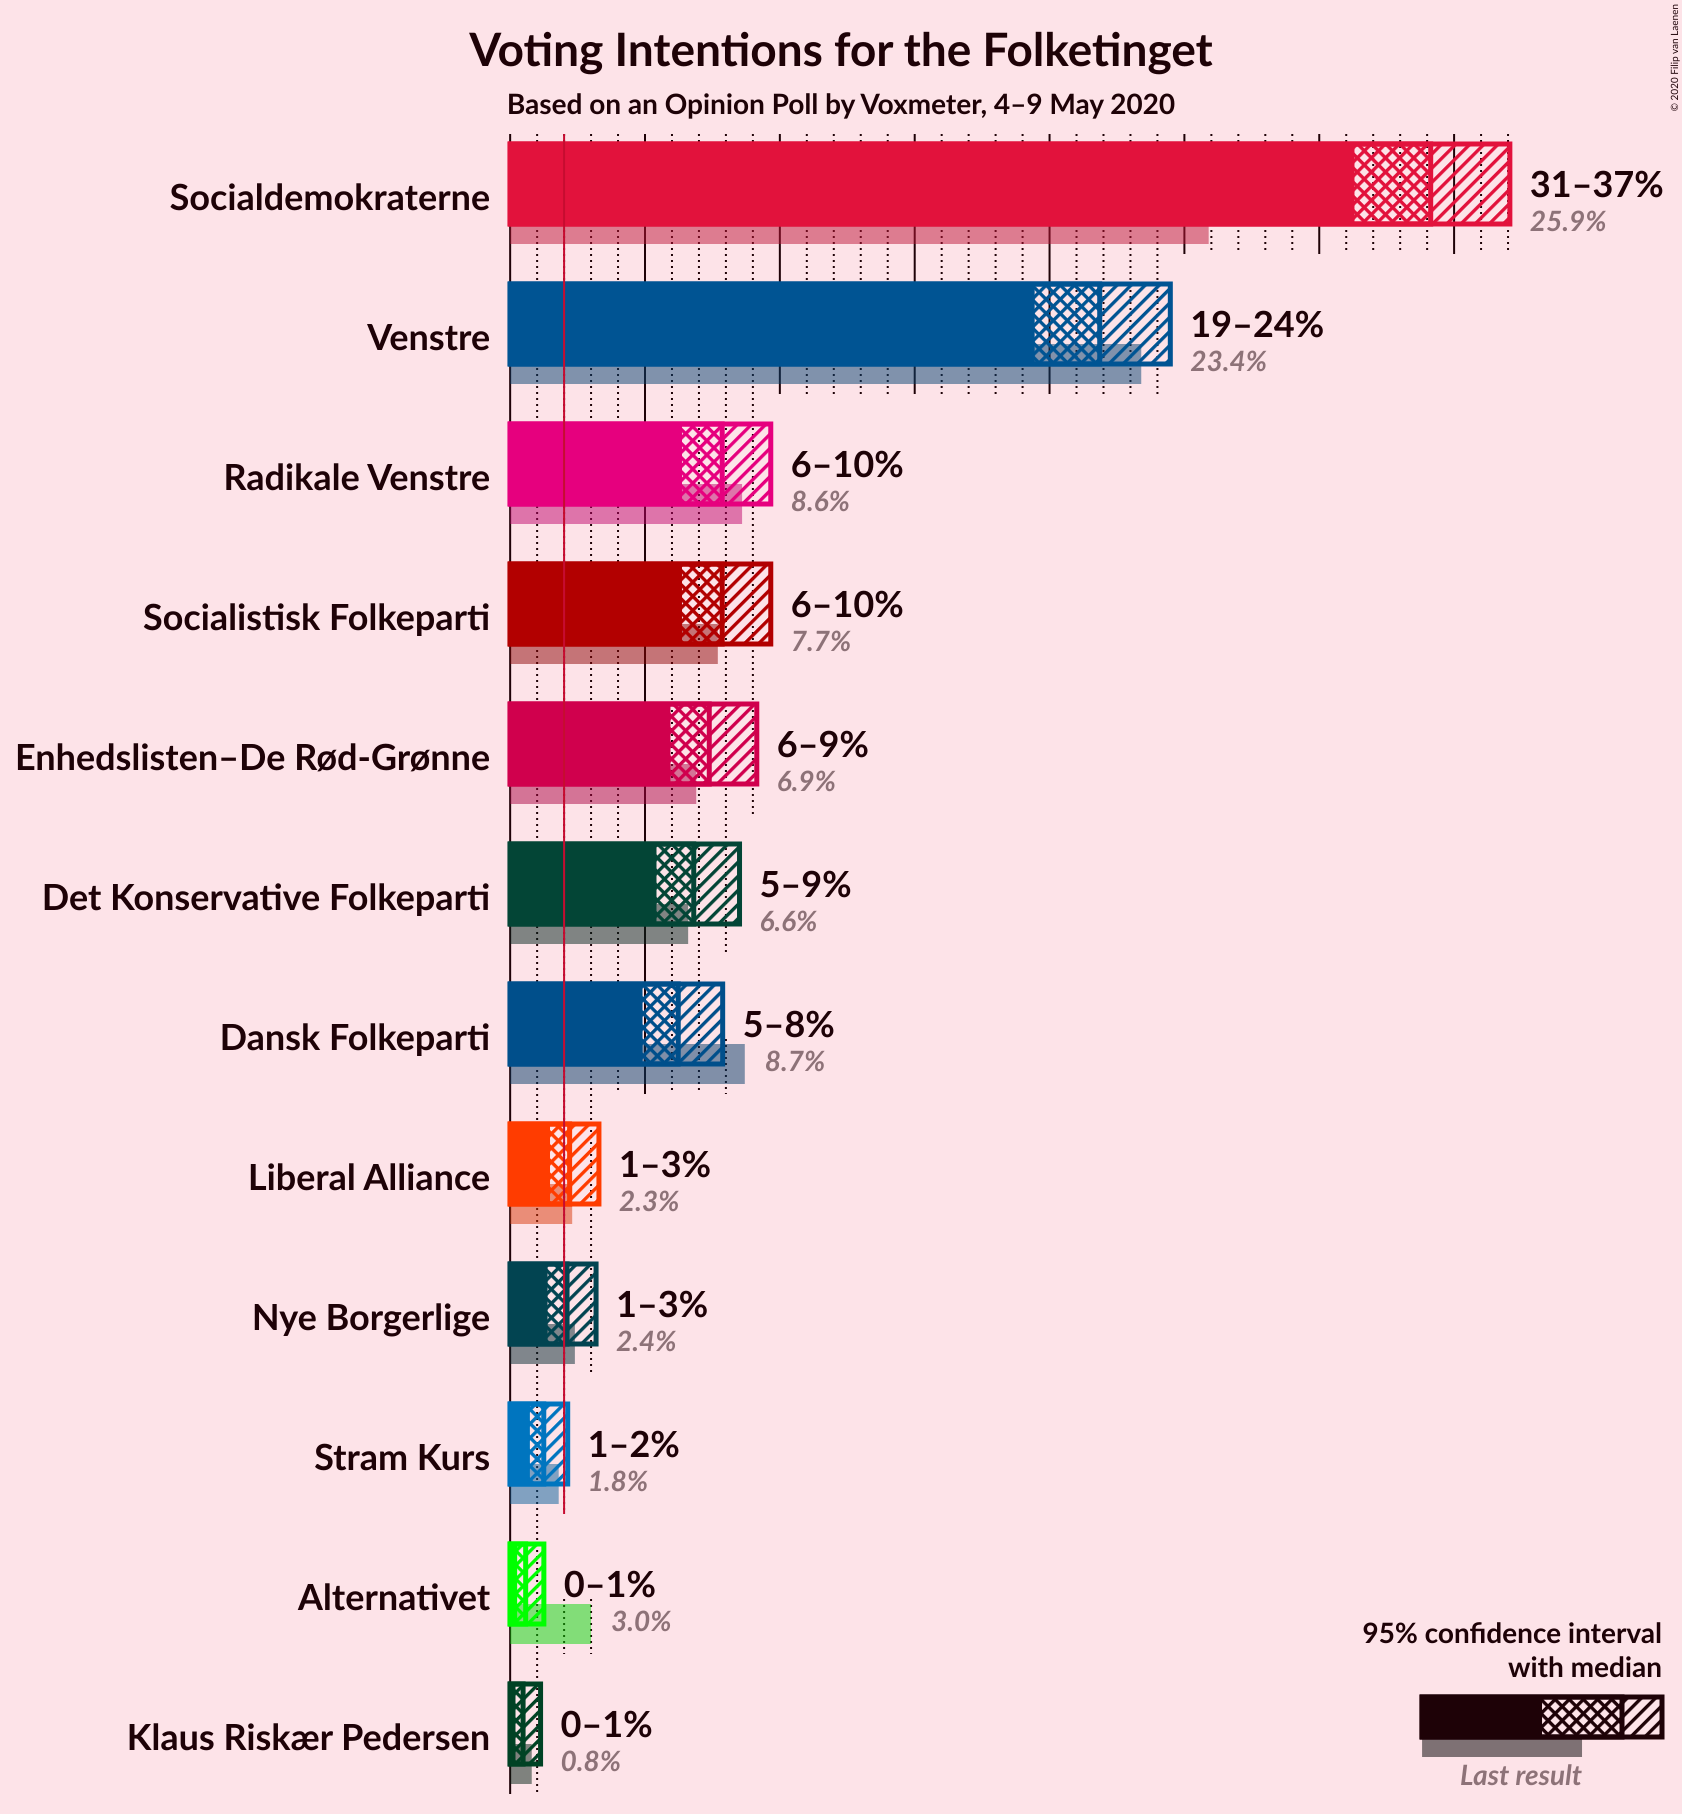 Voting Intentions for the Folketinget
Based on an Opinion Poll by Voxmeter, 4–9 May 2020
© 2020 Filip van Laenen
Socialdemokraterne
31–37%
25.9%
Venstre
19–24%
23.4%
Radikale Venstre
6–10%
8.6%
Socialistisk Folkeparti
6–10%
7.7%
Enhedslisten–De Rød-Grønne
6–9%
6.9%
Det Konservative Folkeparti
5–9%
6.6%
Dansk Folkeparti
5–8%
8.7%
Liberal Alliance
1–3%
2.3%
Nye Borgerlige
1–3%
2.4%
Stram Kurs
1–2%
1.8%
Alternativet
0–1%
3.0%
Klaus Riskær Pedersen
0–1%
0.8%
95% confidence interval
with median
Last result